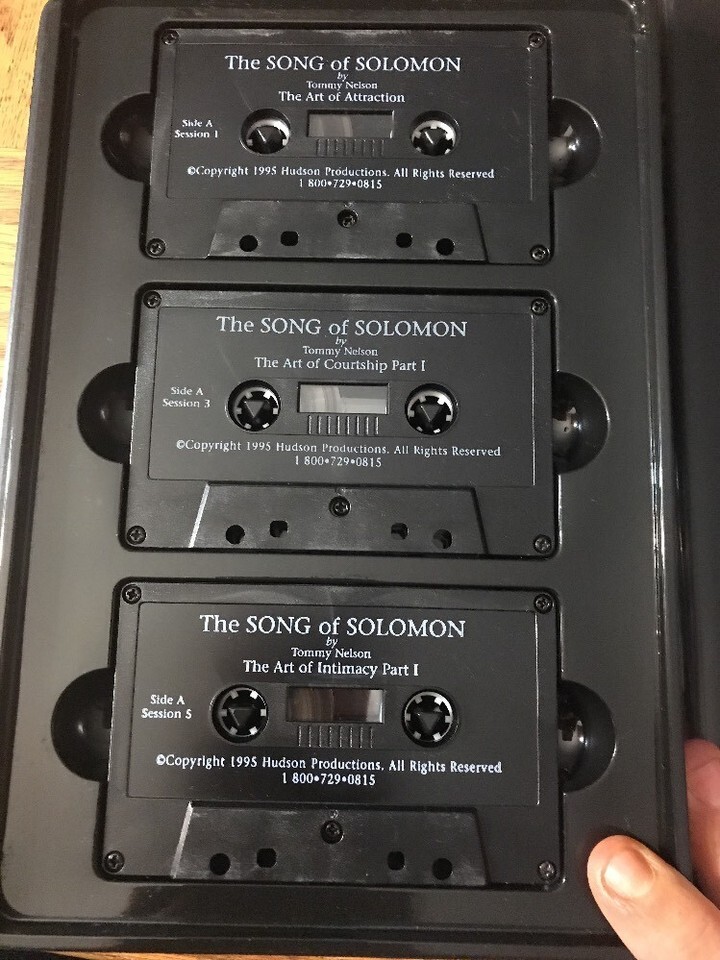 The SONG of SOLOMON
by
Tommy Nelson
The Art of Attraction
Side A
Session 1
©Copyright 1995 Hudson Productions. All Rights Reserved
1 800•729•0815
The SONG of SOLOMON
by
Tommy Nelson
The Art of Courtship Part I
Side A
Session 3
©Copyright 1995 Hudson Productions. All Rights Reserved
1 800•729•0815
The SONG of SOLOMON
by
Tommy Nelson
The Art of Intimacy Part I
Side A
Session 5
©Copyright 1995 Hudson Productions. All Rights Reserved
1 800•729•0815